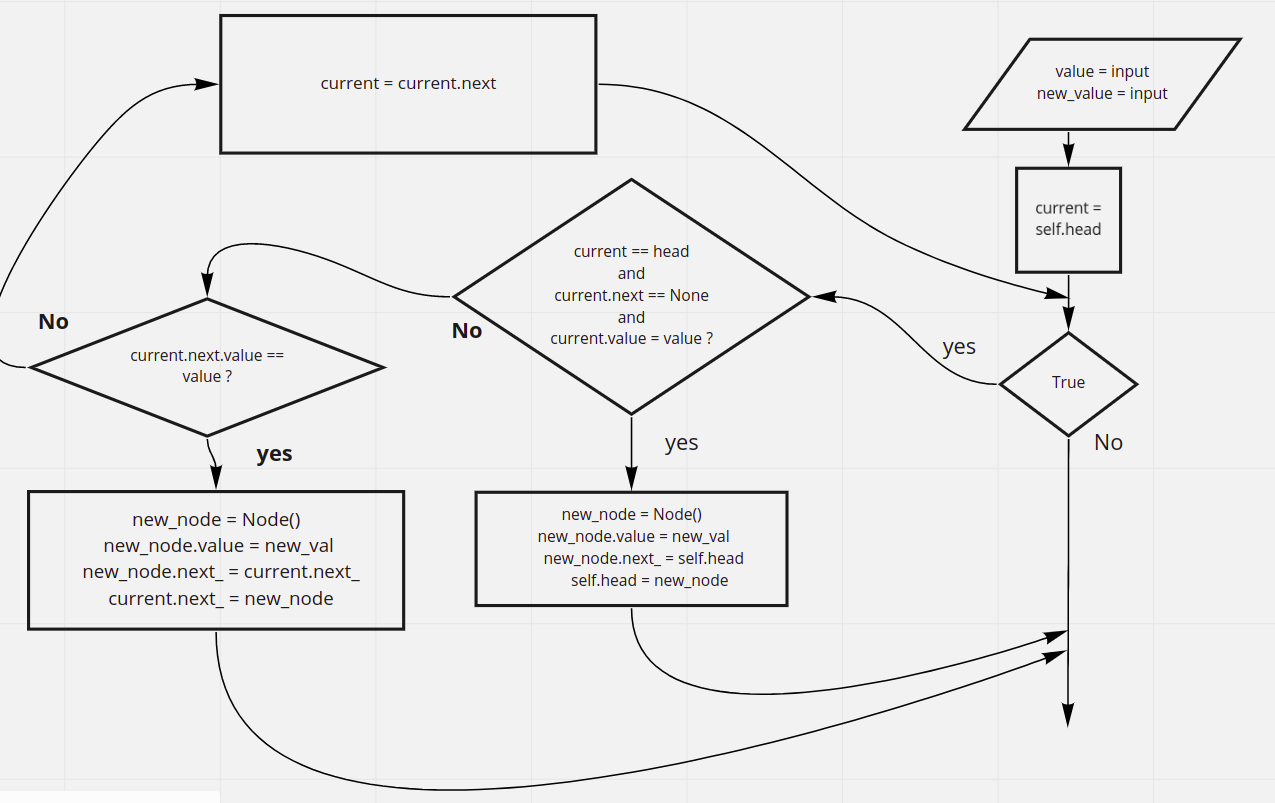 current = current.next
value = input
new_value = input
current =
self.head
current == head
and
current.next == None
and
current.value = value ?
No
No
current.next.value ==
value ?
yes
True
yes
No
yes
new_node = Node()
new_node.value = new_val
new_node.next_ = current.next_
current.next_ = new_node
new_node = Node()
new_node.value = new_val
new_node.next_ = self.head
self.head = new_node